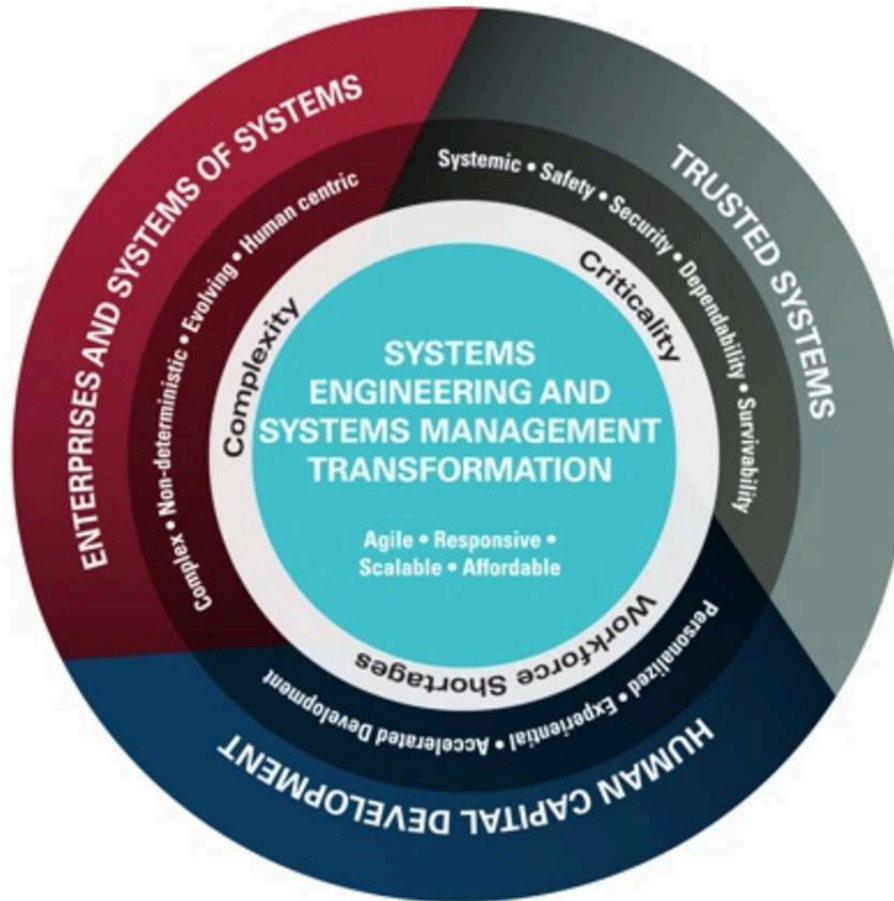 ENTERPRISES AND SYSTEMS OF SYSTEMS
Complex • Non-deterministic • Evolving • Human centric
Complexity
TRUSTED SYSTEMS
Systemic • Safety • Security • Dependability • Survivability
Criticality
SYSTEMS
ENGINEERING AND
SYSTEMS MANAGEMENT
TRANSFORMATION
Agile • Responsive •
Scalable • Affordable
Workforce Shortages
Personalized • Experiential • Accelerated Development
HUMAN CAPITAL DEVELOPMENT